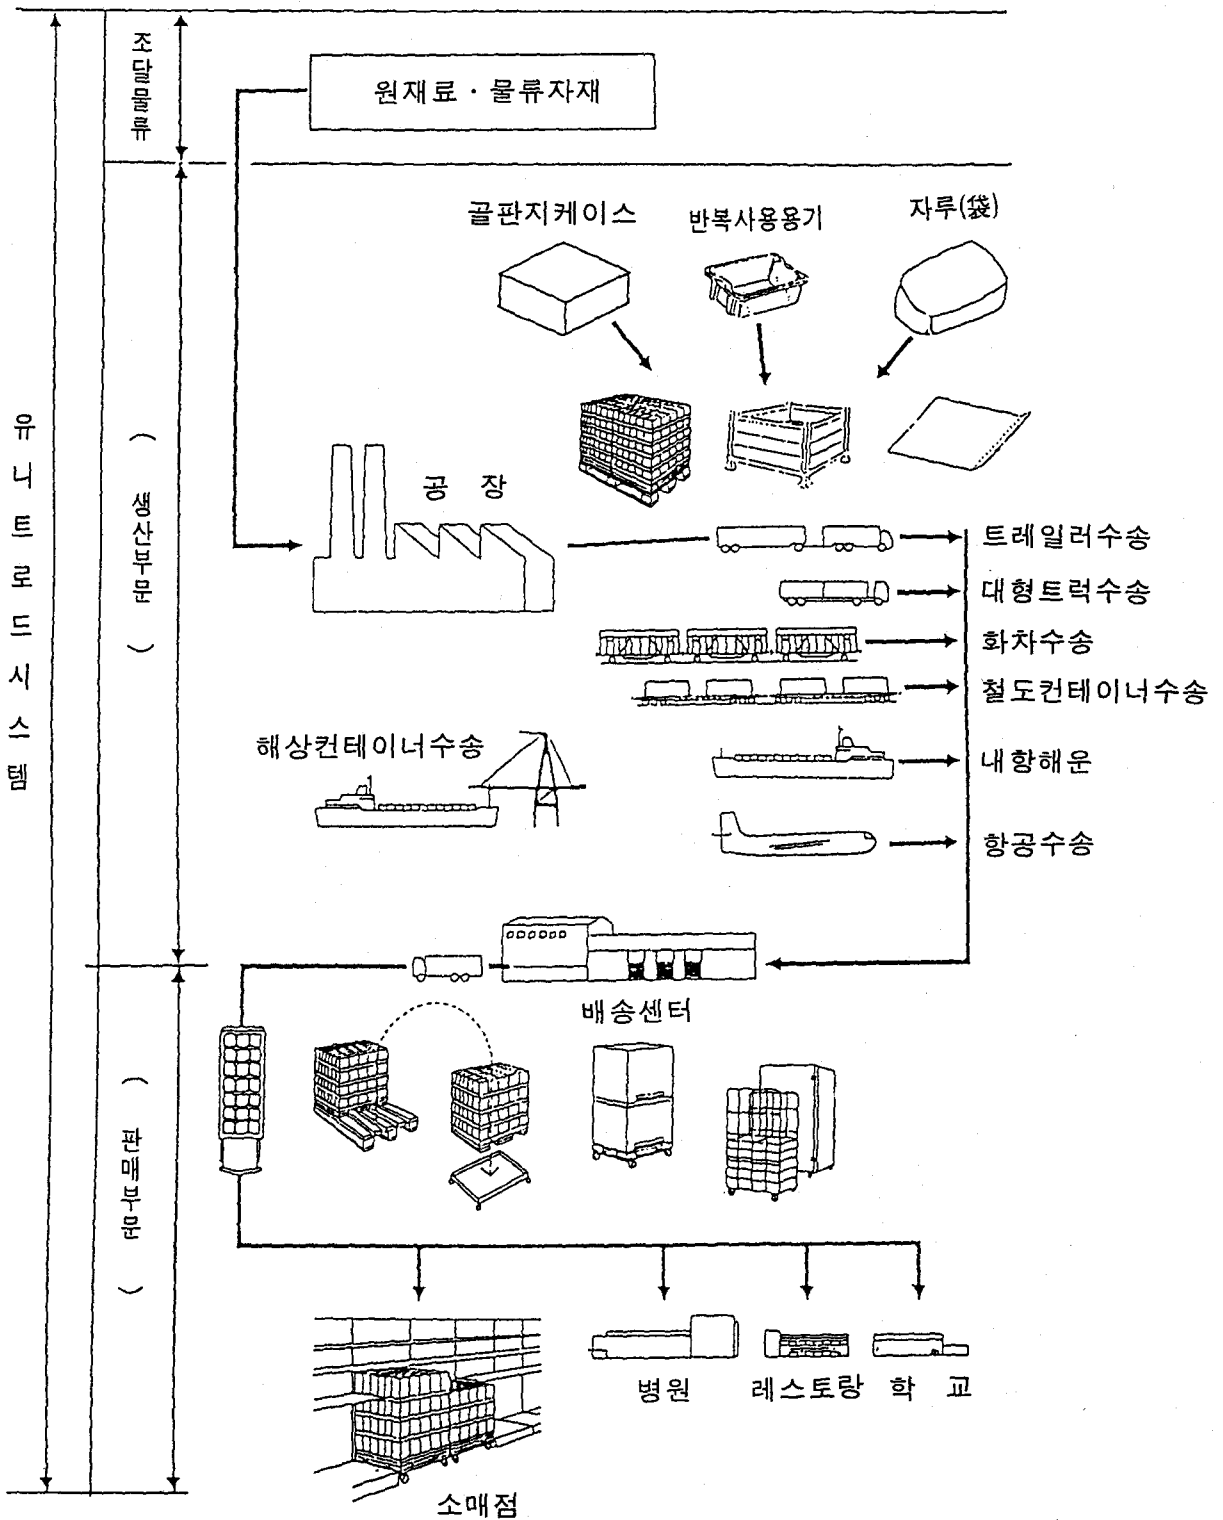 유니트로드시스템
조달물류
원재료 · 물류자재
(생산부문)
골판지케이스
반복사용용기
자루(袋)
공 장
트레일러수송
대형트럭수송
화차수송
철도컨테이너수송
해상컨테이너수송
내항해운
항공수송
배송센터
(판매부문)
병원
레스토랑
학 교
소매점